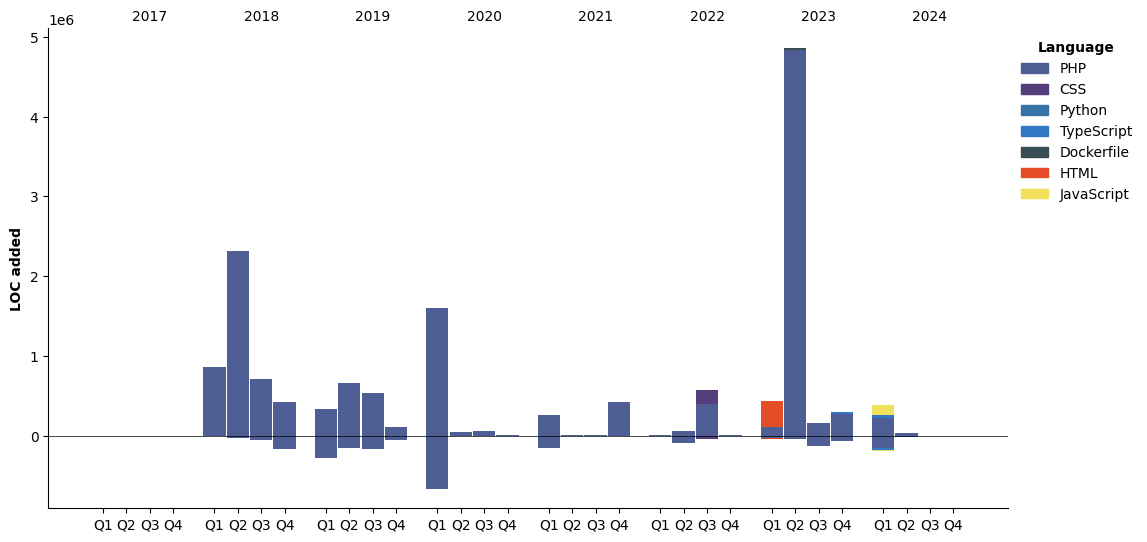 1e6
2017 2018 2019 2020 2021 2022 2023 2024
5
4
3
2
1
0
LOC added
Q1 Q2 Q3 Q4 Q1 Q2 Q3 Q4 Q1 Q2 Q3 Q4 Q1 Q2 Q3 Q4 Q1 Q2 Q3 Q4 Q1 Q2 Q3 Q4 Q1 Q2 Q3 Q4 Q1 Q2 Q3 Q4
Language
PHP
CSS
Python
TypeScript
Dockerfile
HTML
JavaScript